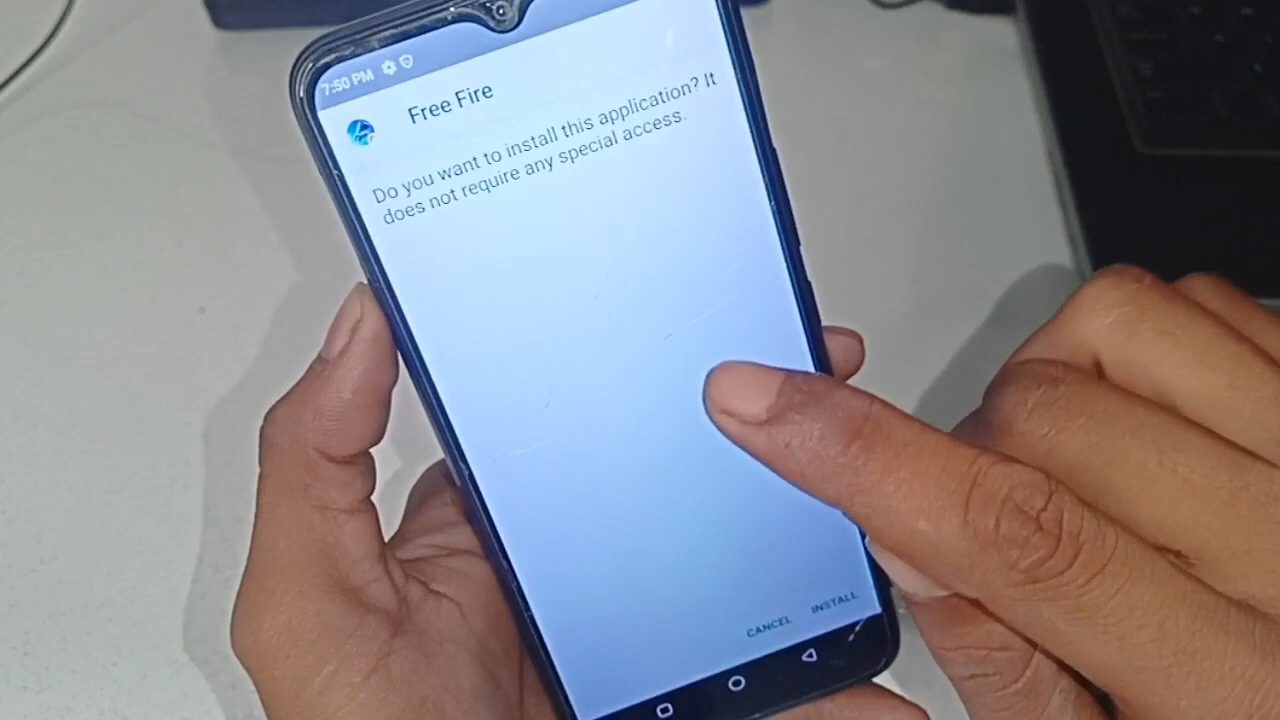 7:50 PM
Free Fire
Do you want to install this application? It
does not require any special access.
CANCEL INSTALL